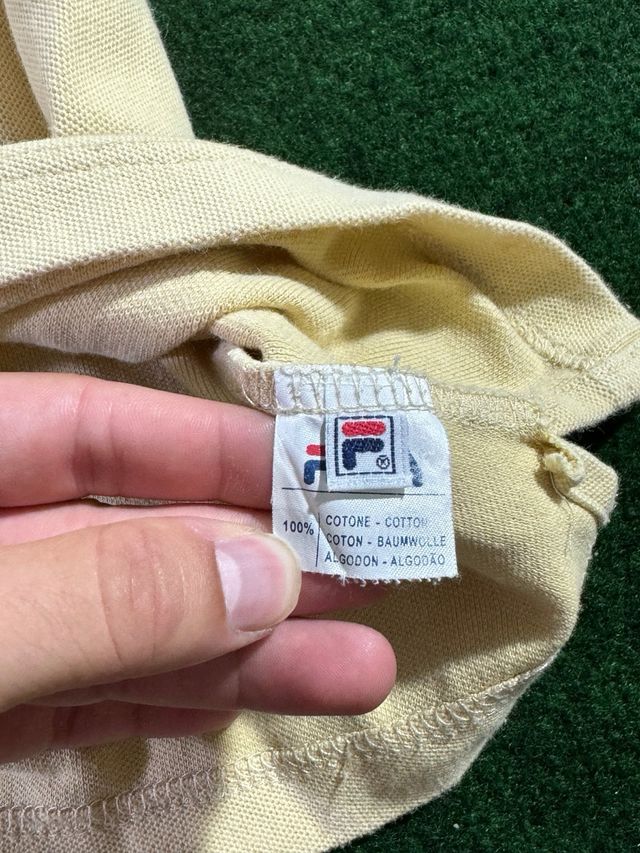 F
®
100%
COTONE - COTTON
COTON - BAUMWOLLE
ALGODON - ALGODÃO